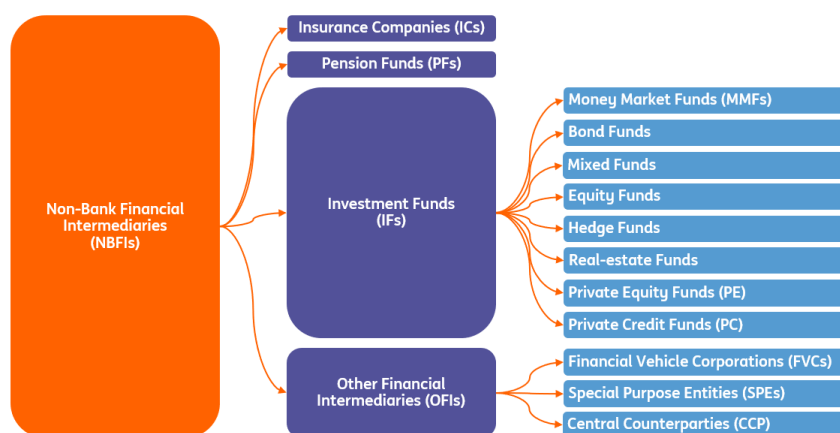 Non-Bank Financial
Intermediaries
(NBFIs)
Insurance Companies (ICs)
Pension Funds (PFs)
Investment Funds
(IFs)
Other Financial
Intermediaries (OFIs)
Money Market Funds (MMFs)
Bond Funds
Mixed Funds
Equity Funds
Hedge Funds
Real-estate Funds
Private Equity Funds (PE)
Private Credit Funds (PC)
Financial Vehicle Corporations (FVCs)
Special Purpose Entities (SPEs)
Central Counterparties (CCP)